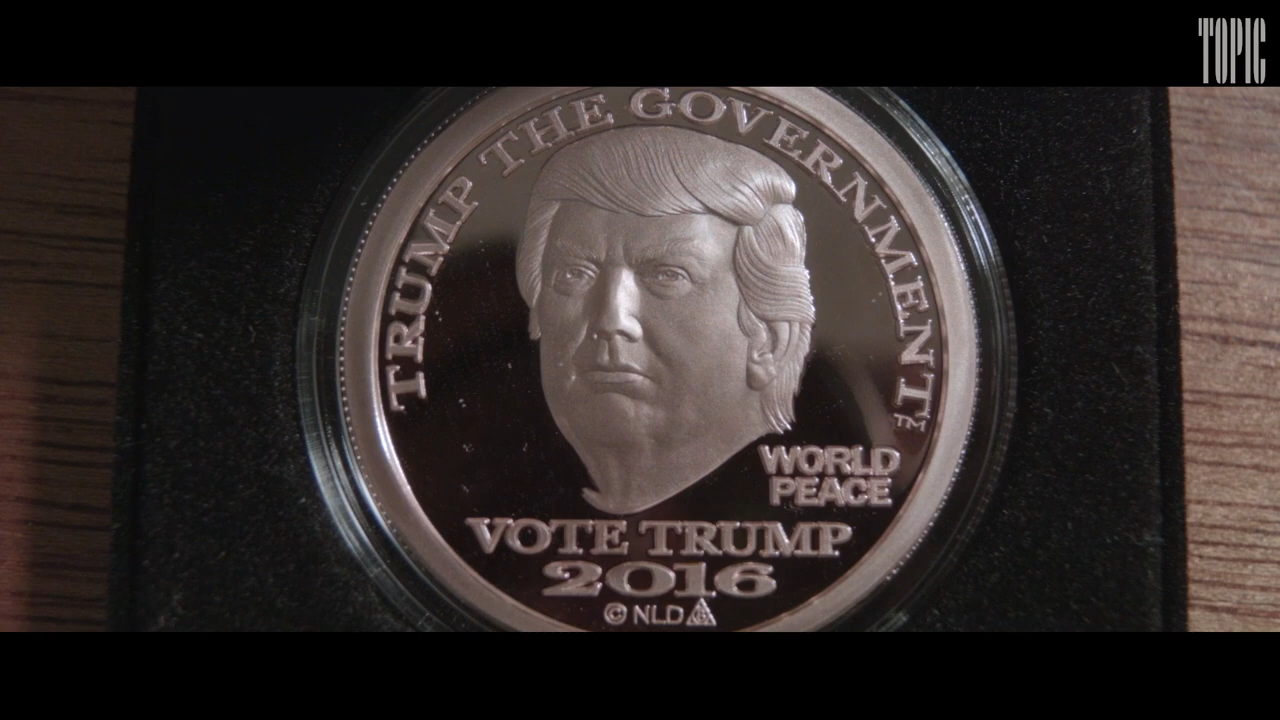 TOPIC
TRUMP THE GOVERNMENT™
WORLD
PEACE
VOTE TRUMP
2016
© NLD